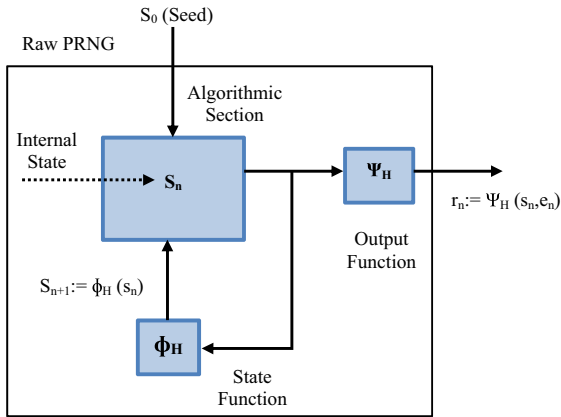 S₀ (Seed)
Raw PRNG
Algorithmic
Section
Internal
State
Sₙ
Ψ_H
rₙ:= Ψ_H (sₙ,eₙ)
Output
Function
Sₙ₊₁:= ϕ_H (sₙ)
ϕ_H
State
Function